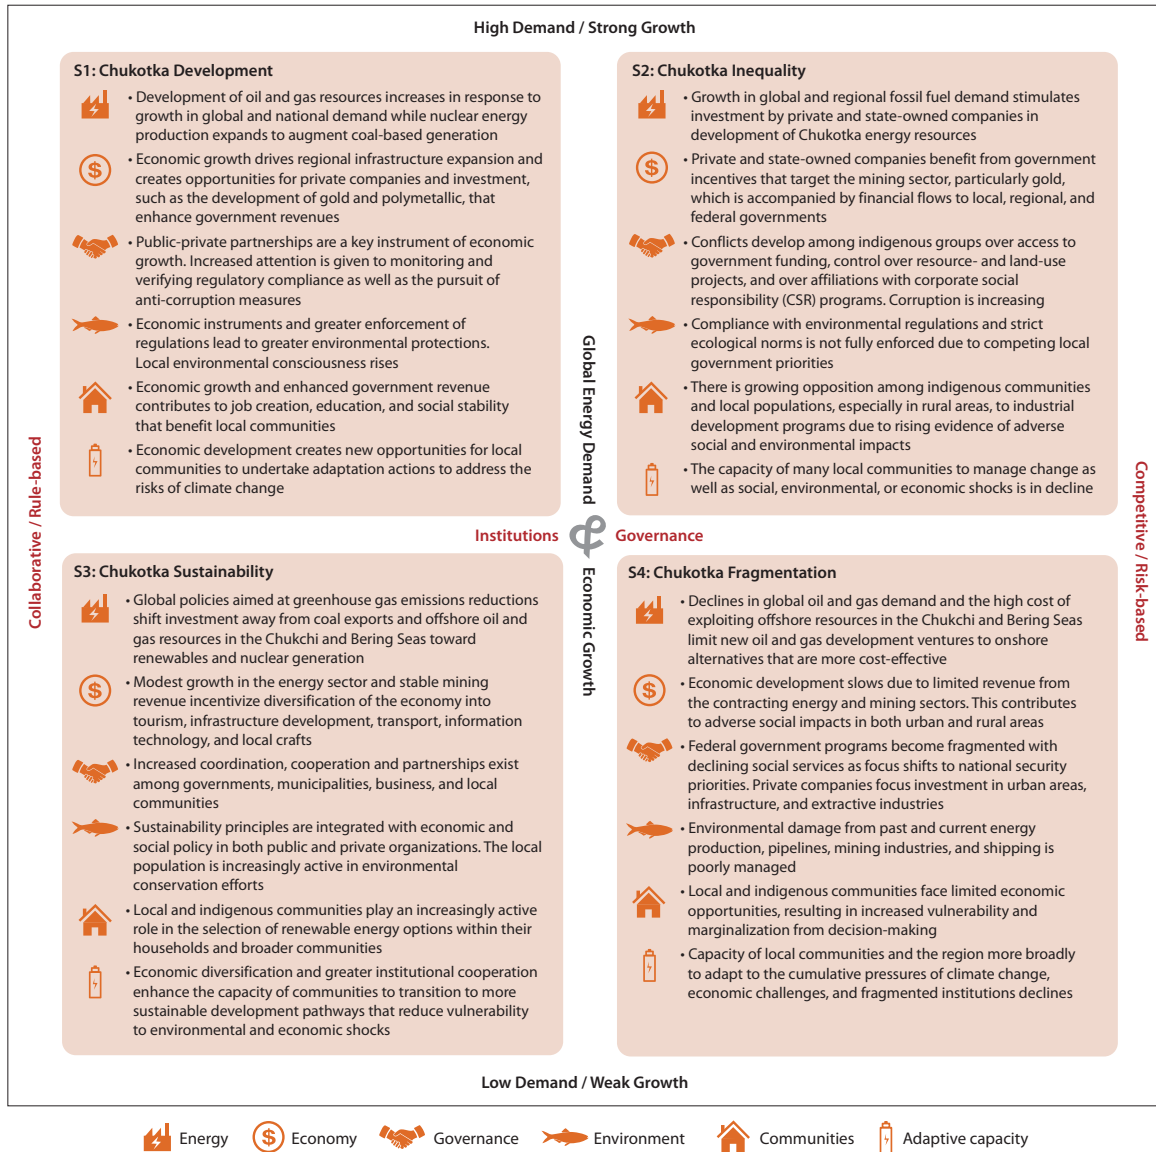 High Demand / Strong Growth
S1: Chukotka Development
• Development of oil and gas resources increases in response to
growth in global and national demand while nuclear energy
production expands to augment coal-based generation
• Economic growth drives regional infrastructure expansion and
creates opportunities for private companies and investment,
such as the development of gold and polymetallic, that
enhance government revenues
• Public-private partnerships are a key instrument of economic
growth. Increased attention is given to monitoring and
verifying regulatory compliance as well as the pursuit of
anti-corruption measures
• Economic instruments and greater enforcement of
regulations lead to greater environmental protections.
Local environmental consciousness rises
• Economic growth and enhanced government revenue
contributes to job creation, education, and social stability
that benefit local communities
• Economic development creates new opportunities for local
communities to undertake adaptation actions to address the
risks of climate change
S2: Chukotka Inequality
• Growth in global and regional fossil fuel demand stimulates
investment by private and state-owned companies in
development of Chukotka energy resources
• Private and state-owned companies benefit from government
incentives that target the mining sector, particularly gold,
which is accompanied by financial flows to local, regional, and
federal governments
• Conflicts develop among indigenous groups over access to
government funding, control over resource- and land-use
projects, and over affiliations with corporate social
responsibility (CSR) programs. Corruption is increasing
• Compliance with environmental regulations and strict
ecological norms is not fully enforced due to competing local
government priorities
• There is growing opposition among indigenous communities
and local populations, especially in rural areas, to industrial
development programs due to rising evidence of adverse
social and environmental impacts
• The capacity of many local communities to manage change as
well as social, environmental, or economic shocks is in decline
Collaborative / Rule-based
Global Energy Demand
Institutions & Governance
Economic Growth
Competitive / Risk-based
S3: Chukotka Sustainability
• Global policies aimed at greenhouse gas emissions reductions
shift investment away from coal exports and offshore oil and
gas resources in the Chukchi and Bering Seas toward
renewables and nuclear generation
• Modest growth in the energy sector and stable mining
revenue incentivize diversification of the economy into
tourism, infrastructure development, transport, information
technology, and local crafts
• Increased coordination, cooperation and partnerships exist
among governments, municipalities, business, and local
communities
• Sustainability principles are integrated with economic and
social policy in both public and private organizations. The local
population is increasingly active in environmental
conservation efforts
• Local and indigenous communities play an increasingly active
role in the selection of renewable energy options within their
households and broader communities
• Economic diversification and greater institutional cooperation
enhance the capacity of communities to transition to more
sustainable development pathways that reduce vulnerability
to environmental and economic shocks
S4: Chukotka Fragmentation
• Declines in global oil and gas demand and the high cost of
exploiting offshore resources in the Chukchi and Bering Seas
limit new oil and gas development ventures to onshore
alternatives that are more cost-effective
• Economic development slows due to limited revenue from
the contracting energy and mining sectors. This contributes
to adverse social impacts in both urban and rural areas
• Federal government programs become fragmented with
declining social services as focus shifts to national security
priorities. Private companies focus investment in urban areas,
infrastructure, and extractive industries
• Environmental damage from past and current energy
production, pipelines, mining industries, and shipping is
poorly managed
• Local and indigenous communities face limited economic
opportunities, resulting in increased vulnerability and
marginalization from decision-making
• Capacity of local communities and the region more broadly
to adapt to the cumulative pressures of climate change,
economic challenges, and fragmented institutions declines
Low Demand / Weak Growth
Energy $ Economy Governance Environment Communities Adaptive capacity